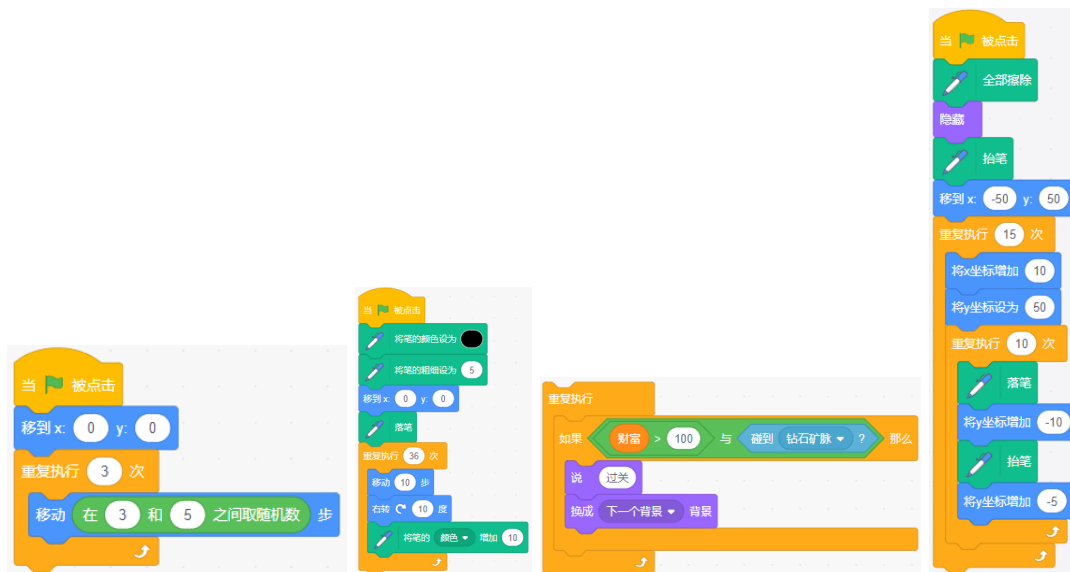 当 被点击
移到 x: 0 y: 0
重复执行 3 次
移动 在 3 和 5 之间取随机数 步
当 被点击
将笔的颜色设为
将笔的粗细设为 5
移到 x: 0 y: 0
落笔
重复执行 36 次
移动 10 步
右转 10 度
将笔的 颜色 增加 10
重复执行
如果 财富 > 100 与 碰到 钻石矿脉 ? 那么
说 过关
换成 下一个背景 背景
当 被点击
全部擦除
隐藏
抬笔
移到 x: -50 y: 50
重复执行 15 次
将x坐标增加 10
将y坐标设为 50
重复执行 10 次
落笔
将y坐标增加 -10
抬笔
将y坐标增加 -5